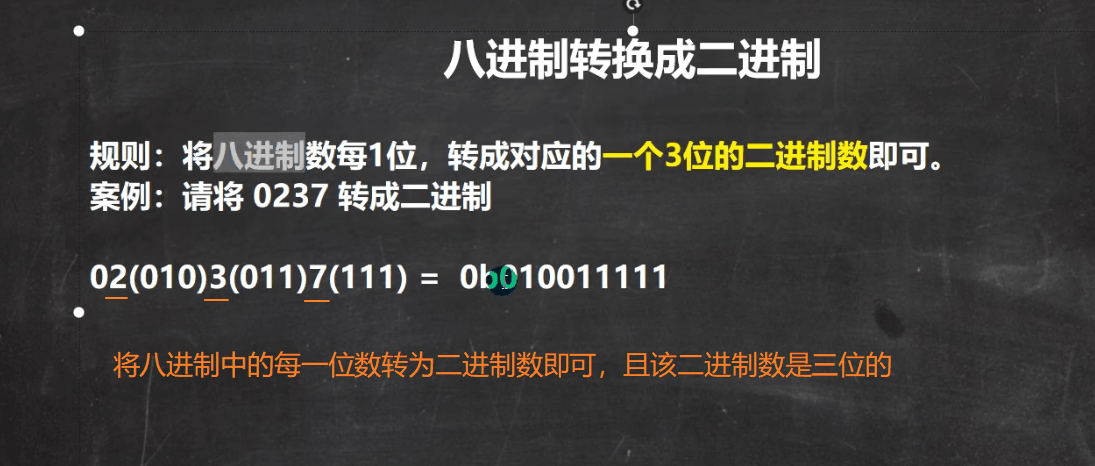 八进制转换成二进制
规则：将八进制数每1位，转成对应的一个3位的二进制数即可。
案例：请将 0237 转成二进制
02(010)3(011)7(111) = 0b010011111
将八进制中的每一位数转为二进制数即可，且该二进制数是三位的